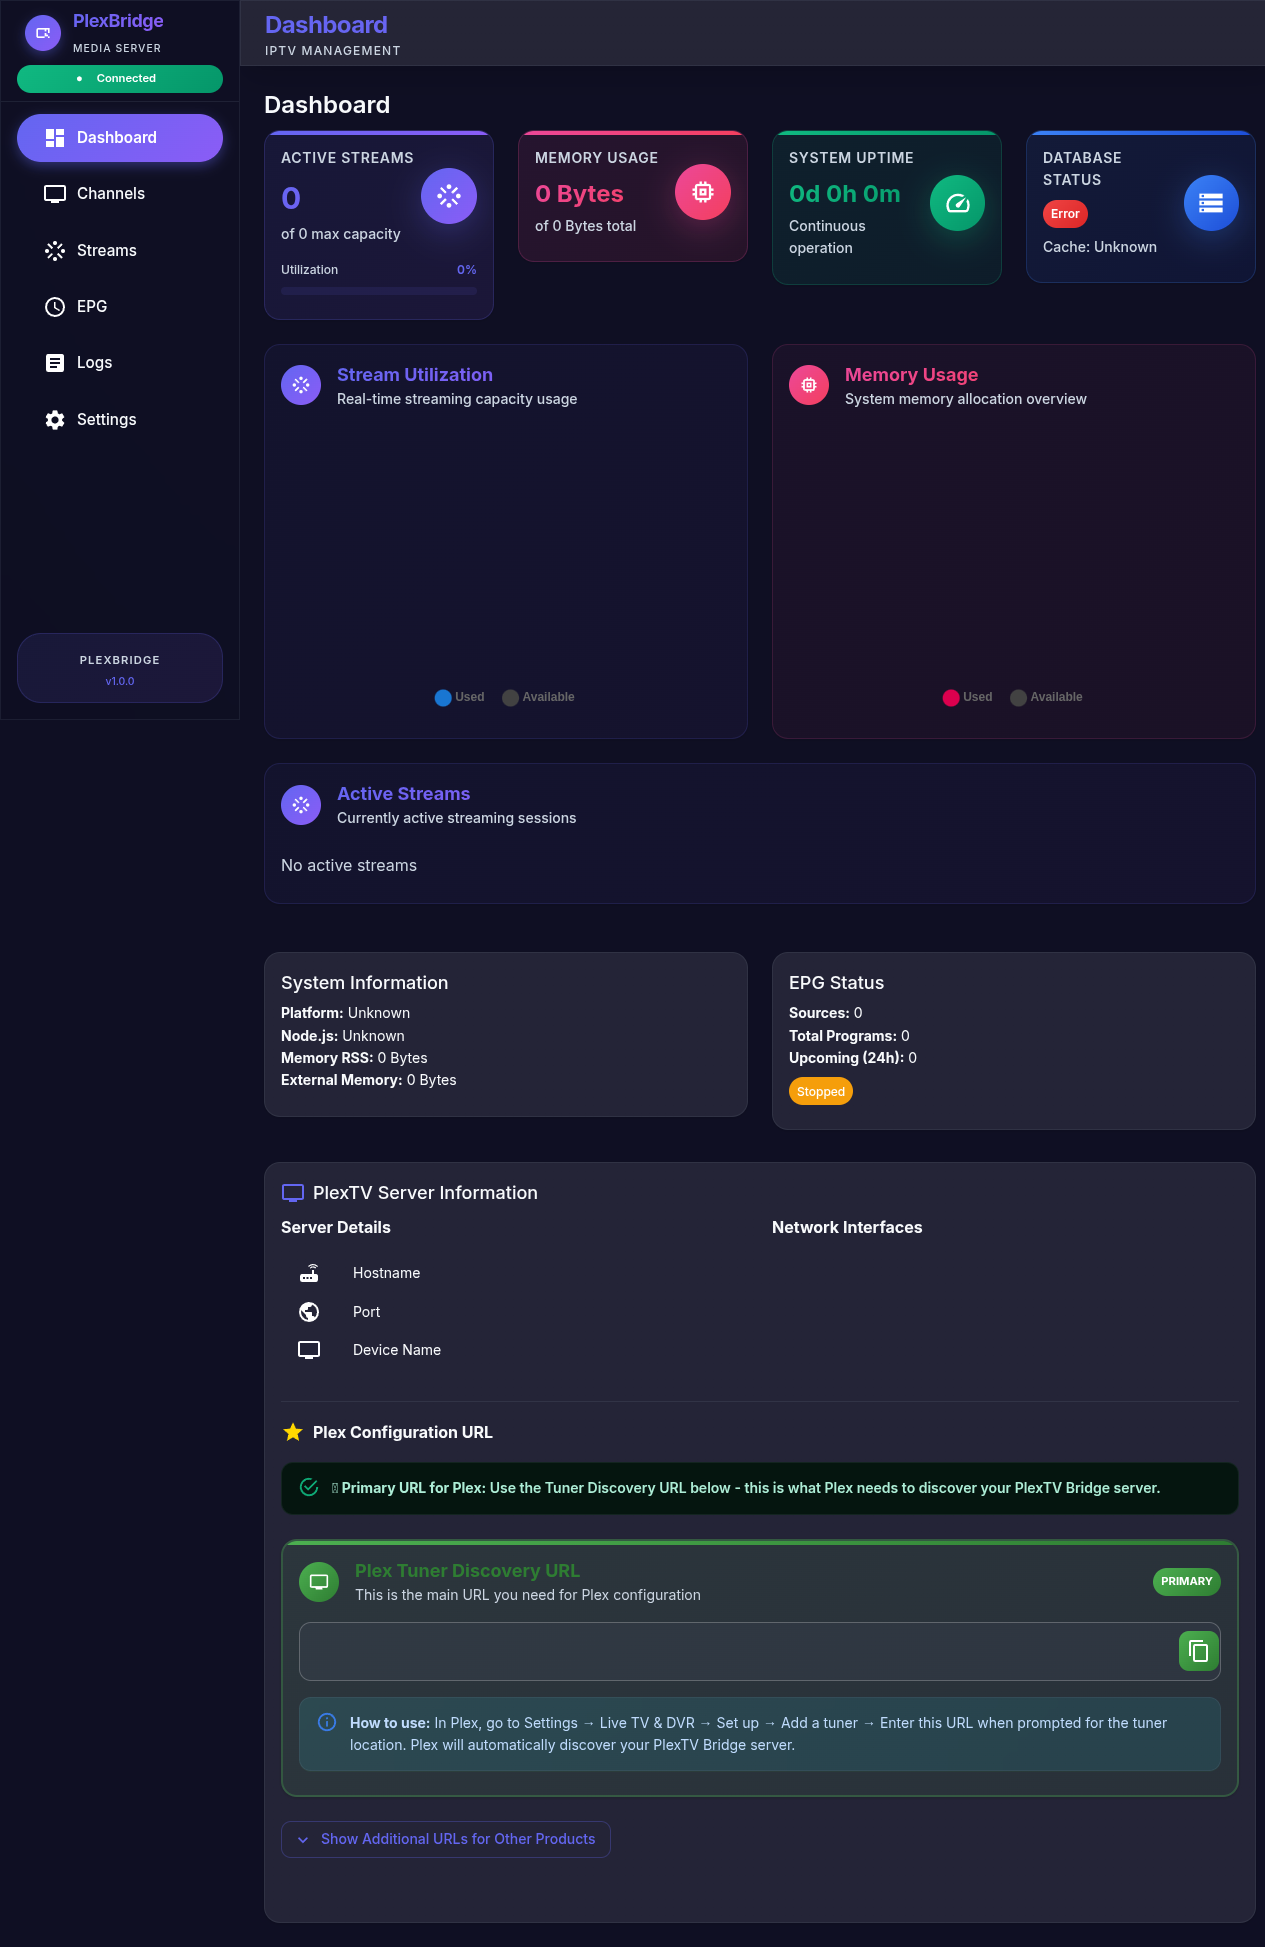 PlexBridge
MEDIA SERVER
Connected
Dashboard
Channels
Streams
EPG
Logs
Settings
PLEXBRIDGE
v1.0.0
Dashboard
IPTV MANAGEMENT
Dashboard
ACTIVE STREAMS
0
of 0 max capacity
Utilization 0%
MEMORY USAGE
0 Bytes
of 0 Bytes total
SYSTEM UPTIME
0d 0h 0m
Continuous
operation
DATABASE
STATUS
Error
Cache: Unknown
Stream Utilization
Real-time streaming capacity usage
Used Available
Memory Usage
System memory allocation overview
Used Available
Active Streams
Currently active streaming sessions
No active streams
System Information
Platform: Unknown
Node.js: Unknown
Memory RSS: 0 Bytes
External Memory: 0 Bytes
EPG Status
Sources: 0
Total Programs: 0
Upcoming (24h): 0
Stopped
PlexTV Server Information
Server Details
Hostname
Port
Device Name
Network Interfaces
Plex Configuration URL
Primary URL for Plex: Use the Tuner Discovery URL below - this is what Plex needs to discover your PlexTV Bridge server.
Plex Tuner Discovery URL
This is the main URL you need for Plex configuration
PRIMARY
How to use: In Plex, go to Settings → Live TV & DVR → Set up → Add a tuner → Enter this URL when prompted for the tuner
location. Plex will automatically discover your PlexTV Bridge server.
Show Additional URLs for Other Products